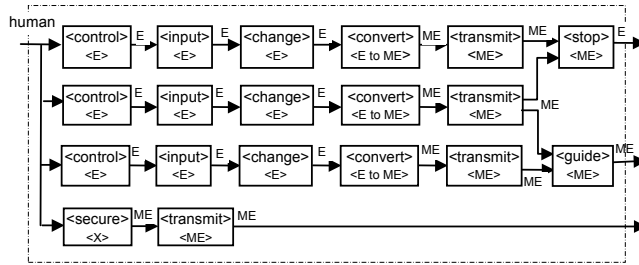 human
<control> E <input> E <change> E <convert> ME <transmit> ME <stop> E
<E> <E> <E> <E to ME> <ME> <E>
<control> E <input> E <change> E <convert> ME <transmit>
<E> <E> <E> <E to ME> <ME> ME
<control> E <input> E <change> E <convert> ME <transmit> <guide> ME
<E> <E> <E> <E to ME> <ME> ME <ME>
<secure> ME <transmit> ME
<X> <ME>